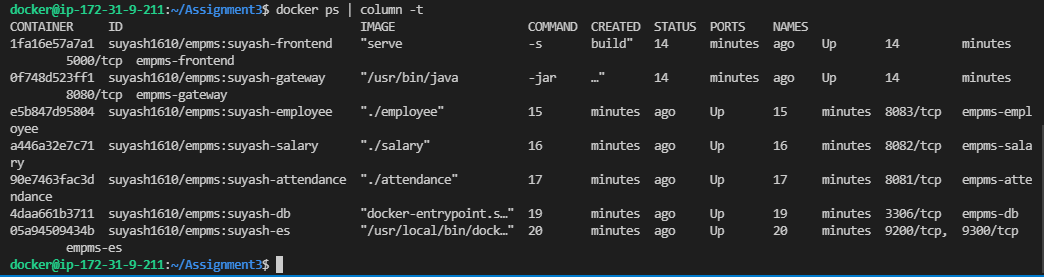 docker@ip-172-31-9-211:~/Assignment3$ docker ps | column -t
CONTAINER ID IMAGE COMMAND CREATED STATUS PORTS NAMES
1fa16e57a7a1 suyash1610/empms:suyash-frontend "serve -s build" 14 minutes ago Up 14 minutes
5000/tcp empms-frontend
0f748d523ff1 suyash1610/empms:suyash-gateway "/usr/bin/java -jar …" 14 minutes ago Up 14 minutes
8080/tcp empms-gateway
e5b847d95804 suyash1610/empms:suyash-employee "./employee" 15 minutes ago Up 15 minutes 8083/tcp empms-empl
oyee
a446a32e7c71 suyash1610/empms:suyash-salary "./salary" 16 minutes ago Up 16 minutes 8082/tcp empms-sala
ry
90e7463fac3d suyash1610/empms:suyash-attendance "./attendance" 17 minutes ago Up 17 minutes 8081/tcp empms-atte
ndance
4daa661b3711 suyash1610/empms:suyash-db "docker-entrypoint.s…" 19 minutes ago Up 19 minutes 3306/tcp empms-db
05a94509434b suyash1610/empms:suyash-es "/usr/local/bin/dock…" 20 minutes ago Up 20 minutes 9200/tcp, 9300/tcp
empms-es
docker@ip-172-31-9-211:~/Assignment3$